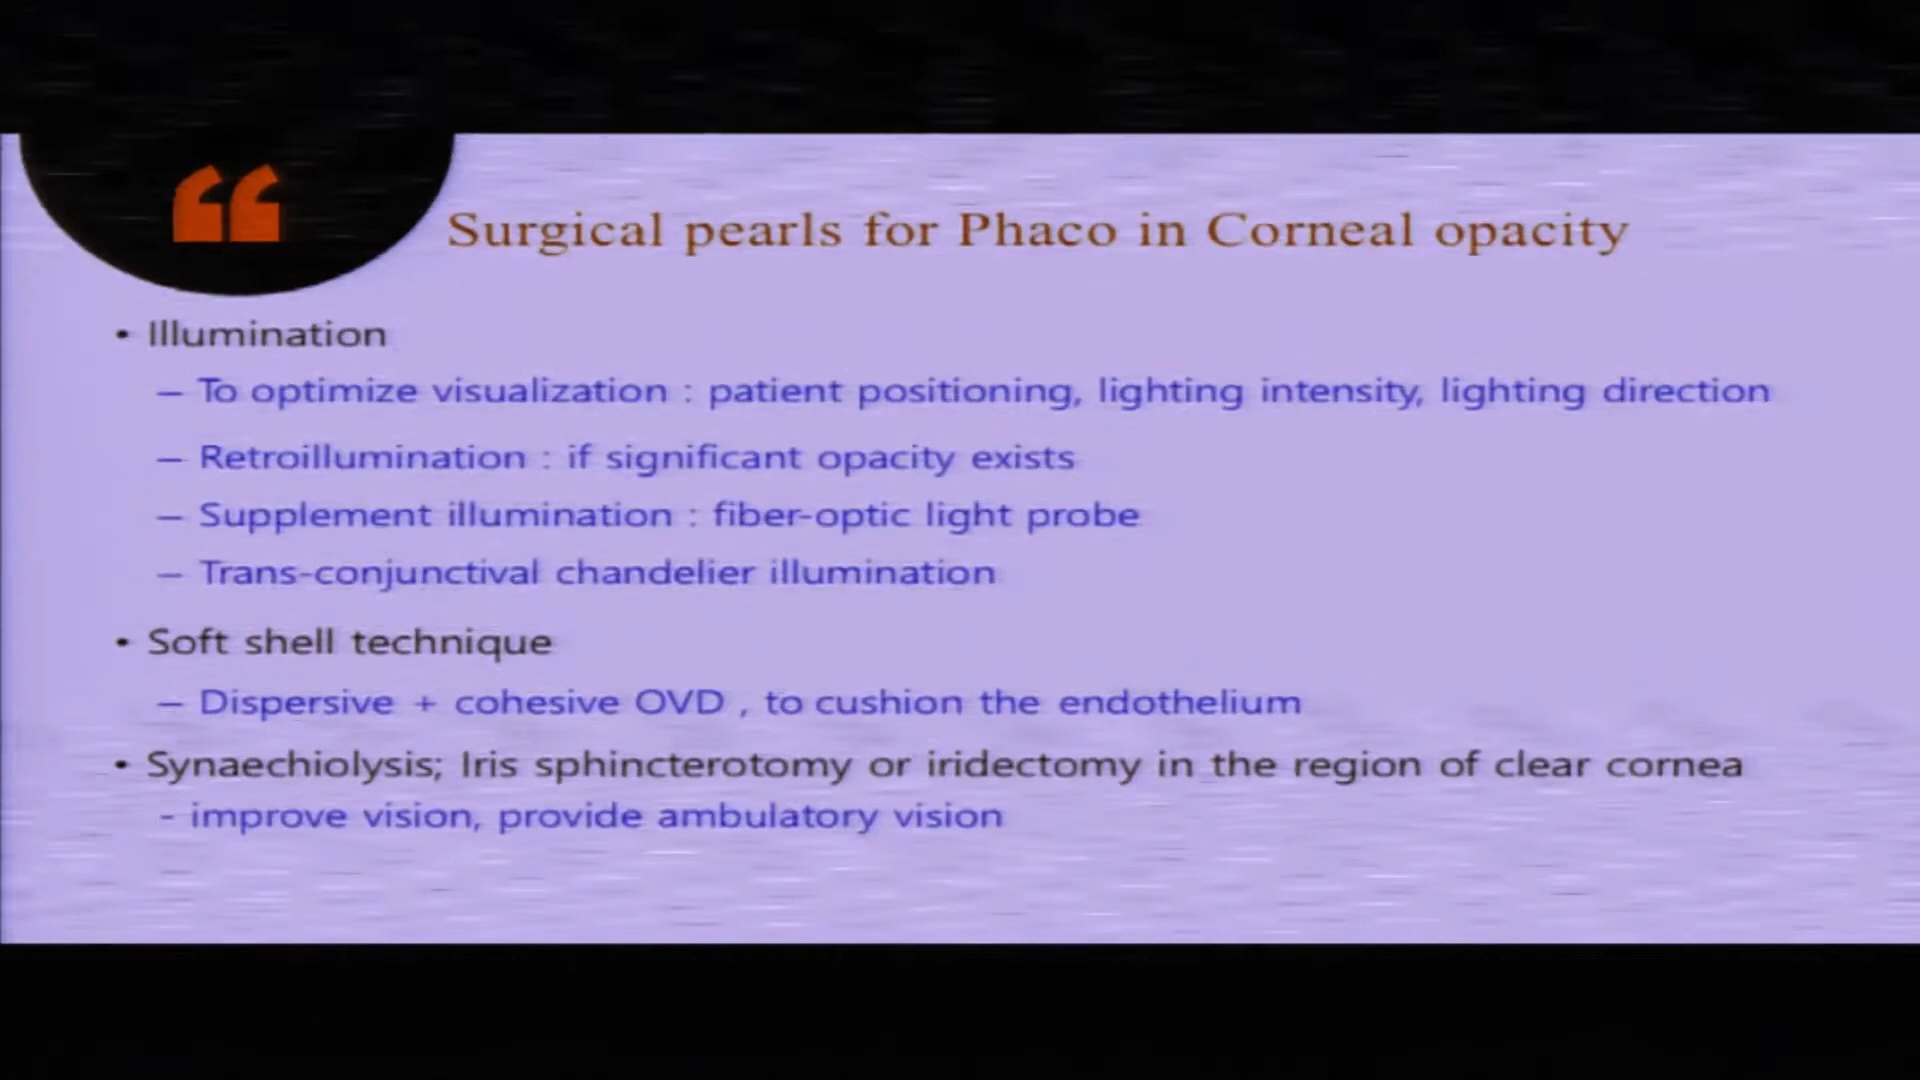 “
Surgical pearls for Phaco in Corneal opacity
• Illumination
– To optimize visualization : patient positioning, lighting intensity, lighting direction
– Retroillumination : if significant opacity exists
– Supplement illumination : fiber-optic light probe
– Trans-conjunctival chandelier illumination
• Soft shell technique
– Dispersive + cohesive OVD , to cushion the endothelium
• Synaechiolysis; Iris sphincterotomy or iridectomy in the region of clear cornea
- improve vision, provide ambulatory vision